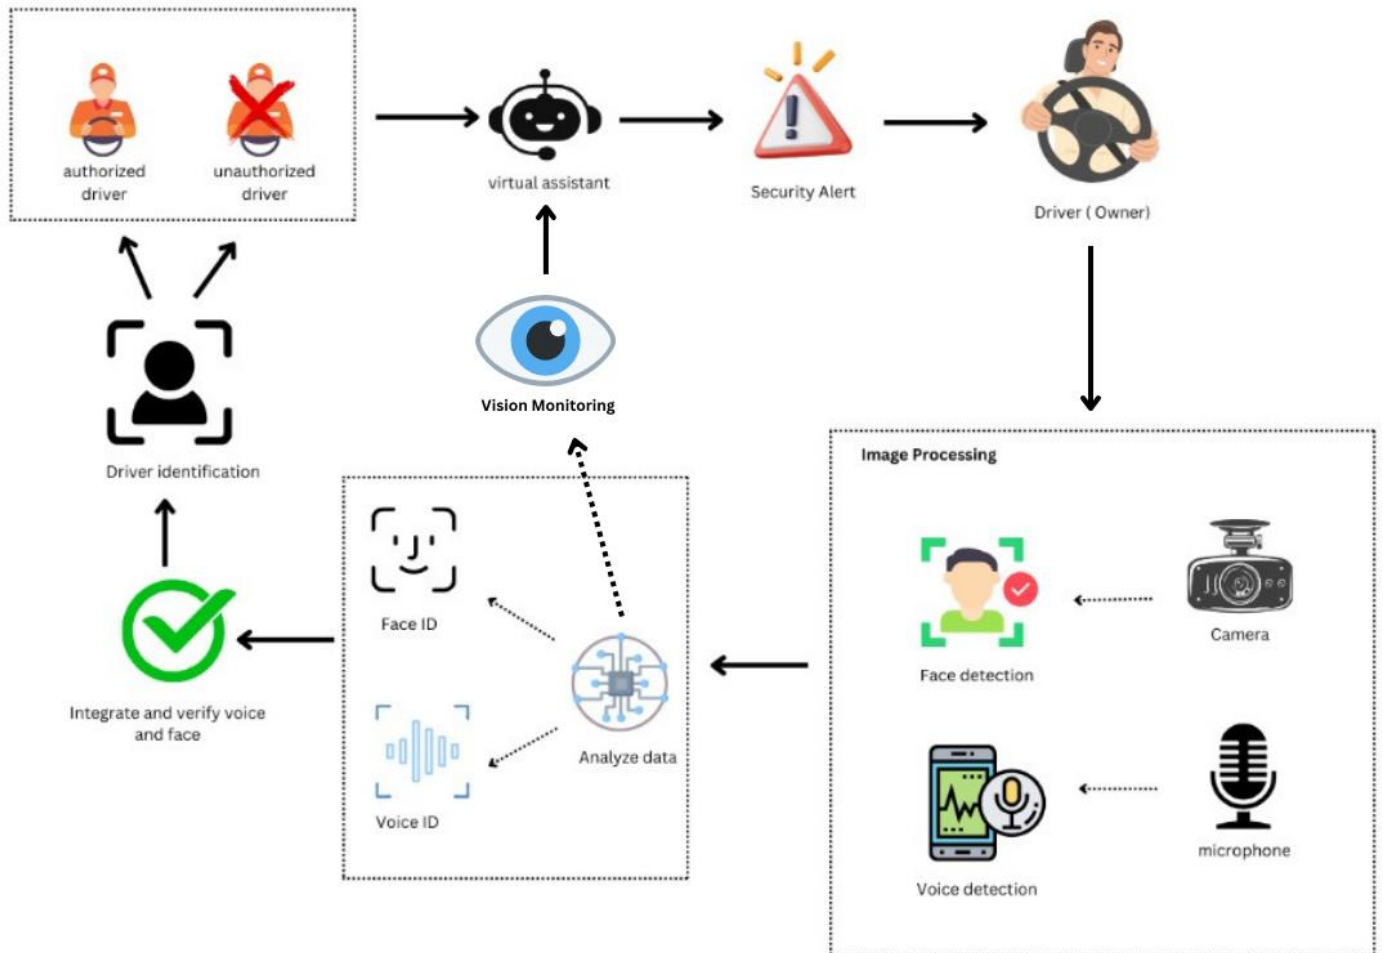 authorized
driver
unauthorized
driver
virtual assistant
Security Alert
Driver ( Owner)
Vision Monitoring
Driver identification
Image Processing
Face ID
Camera
Face detection
Integrate and verify voice
and face
Analyze data
Voice ID
microphone
Voice detection